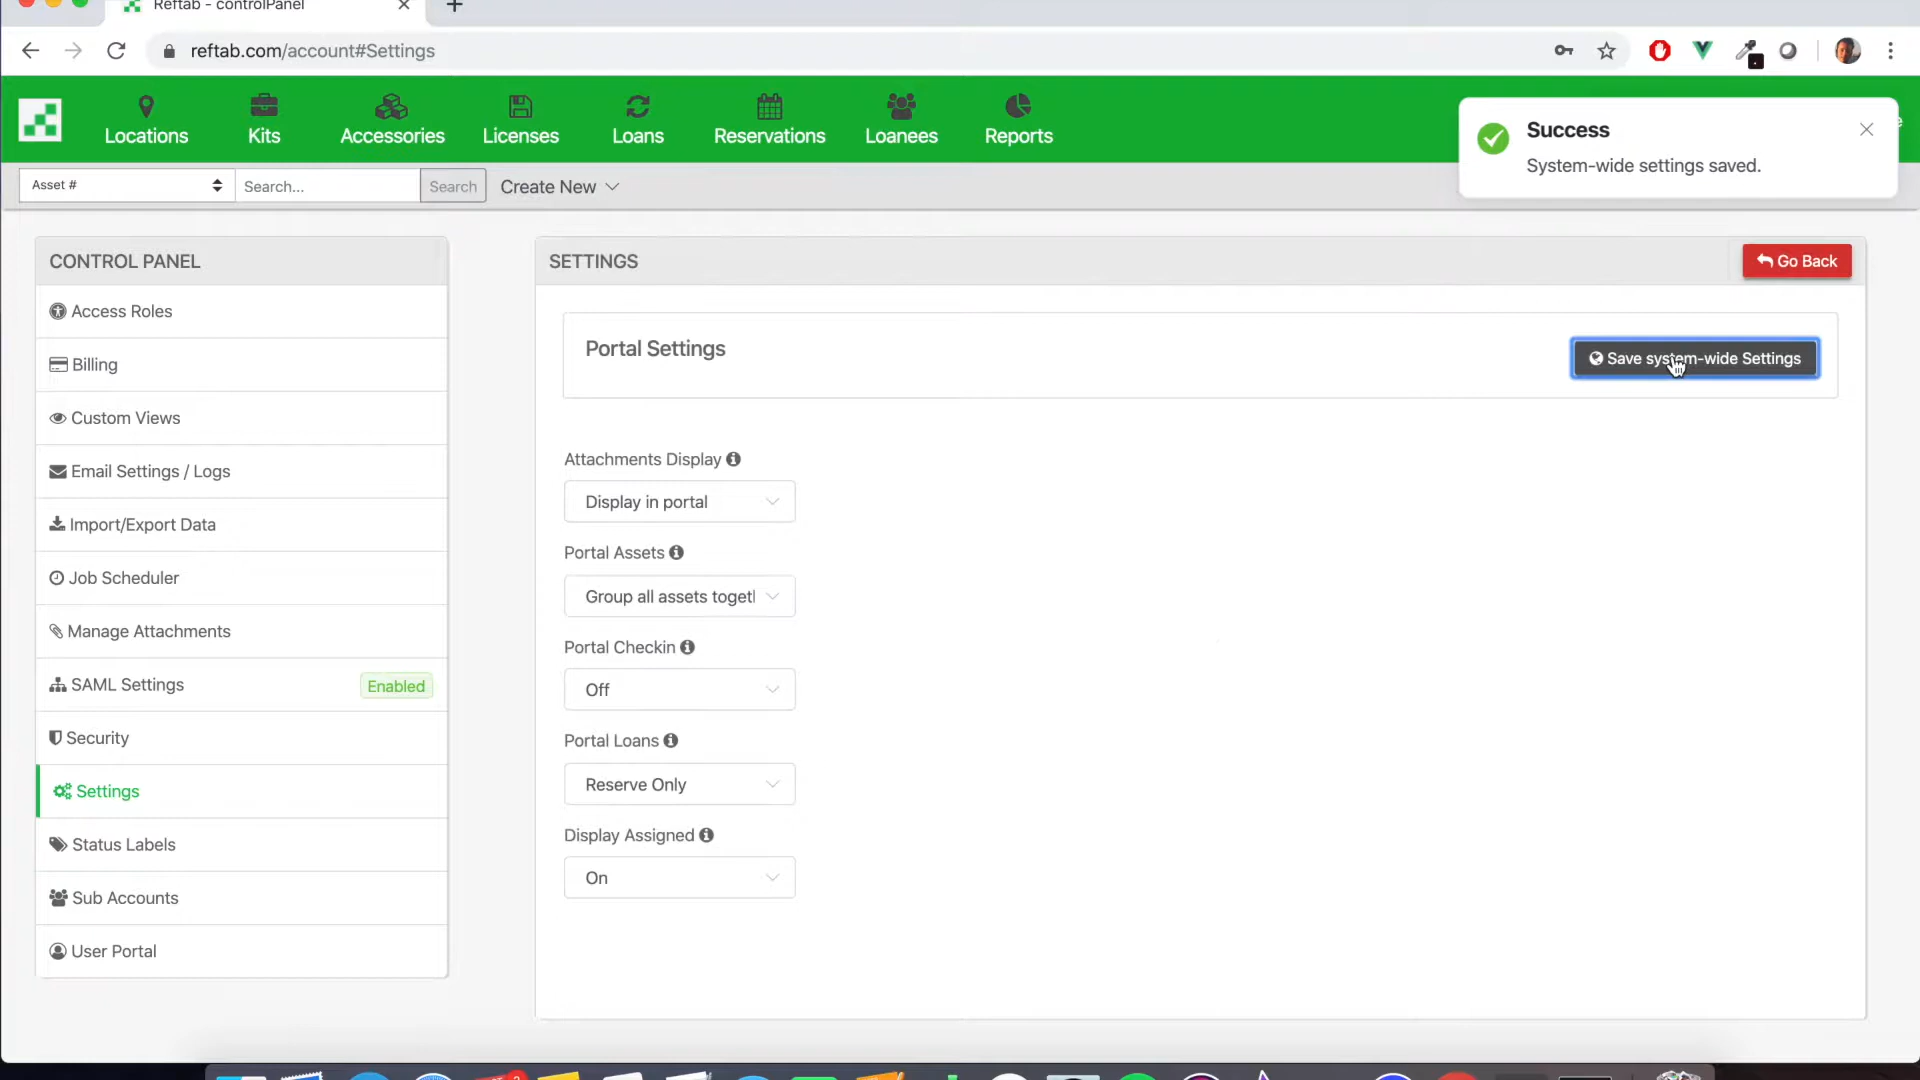 Reftab - controlPanel
reftab.com/account#Settings
Locations
Kits
Accessories
Licenses
Loans
Reservations
Loanees
Reports
Success
System-wide settings saved.
Asset #
Search...
Search
Create New
CONTROL PANEL
Access Roles
Billing
Custom Views
Email Settings / Logs
Import/Export Data
Job Scheduler
Manage Attachments
SAML Settings
Enabled
Security
Settings
Status Labels
Sub Accounts
User Portal
SETTINGS
Go Back
Portal Settings
Save system-wide Settings
Attachments Display
Display in portal
Portal Assets
Group all assets toget
Portal Checkin
Off
Portal Loans
Reserve Only
Display Assigned
On